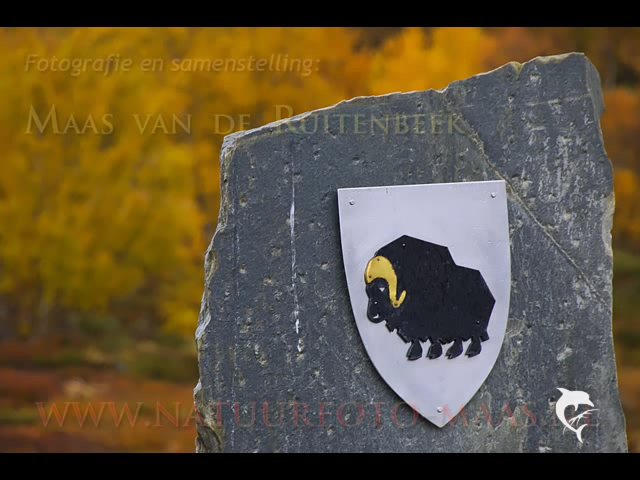 Fotografie en samenstelling:
Maas van de Ruitenbeek
www.natuurfoto-maas.nl